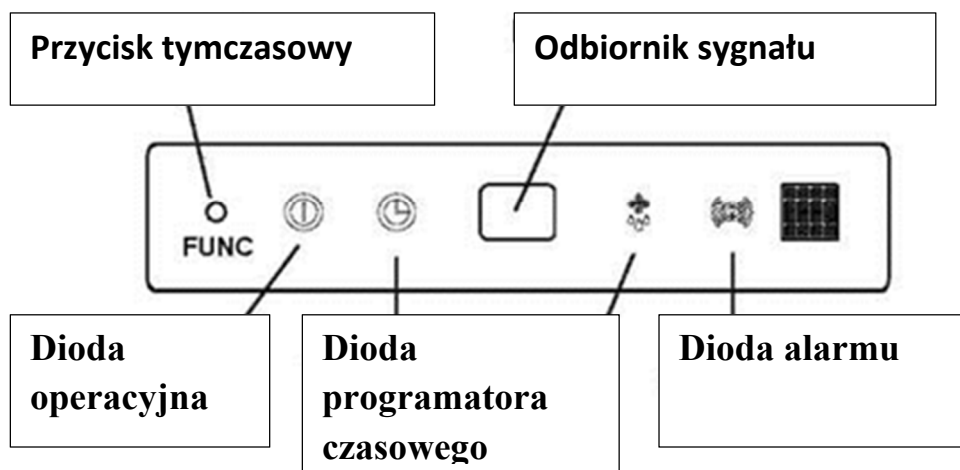 Przycisk tymczasowy
Odbiornik sygnału
FUNC
Dioda
operacyjna
Dioda
programatora
czasowego
Dioda alarmu